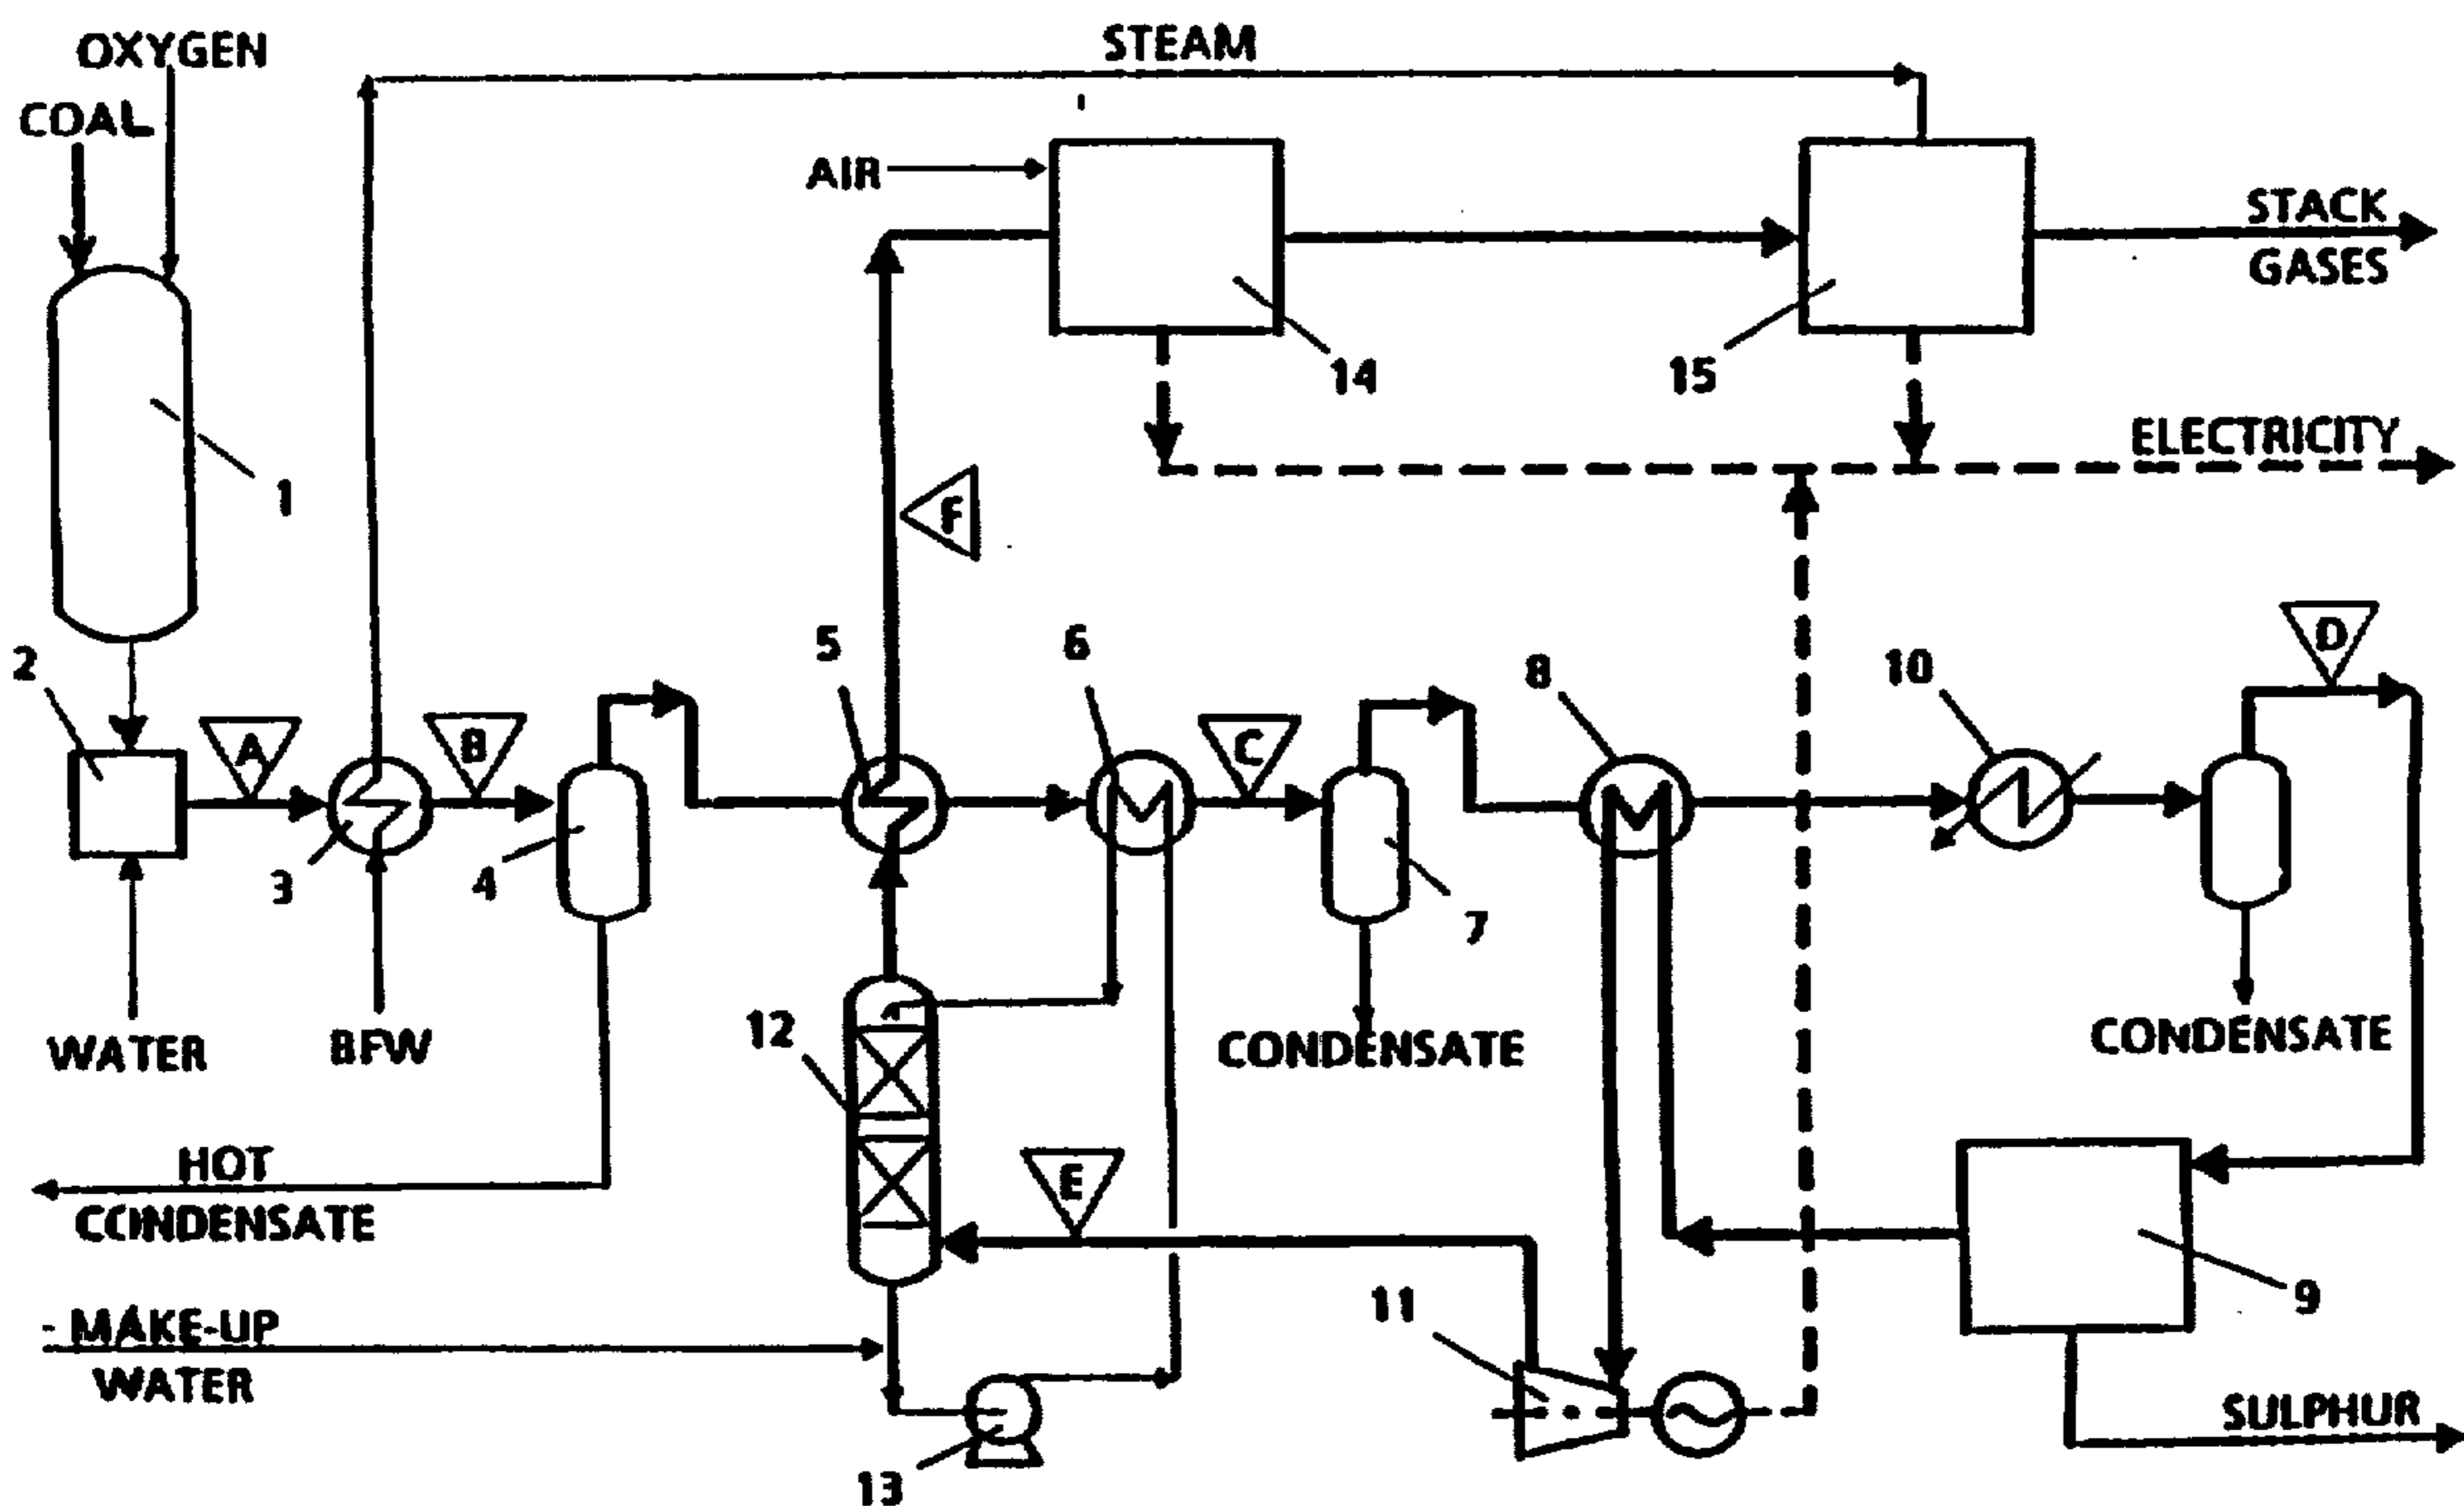 OXYGEN
STEAM
COAL
AIR
STACK
GASES
14
15
ELECTRICITY
1
F
2
5
6
8
10
D
A
B
C
3
4
7
WATER
BFW
12
CONDENSATE
CONDENSATE
HOT
CONDENSATE
E
11
9
MAKE-UP
WATER
SULPHUR
13